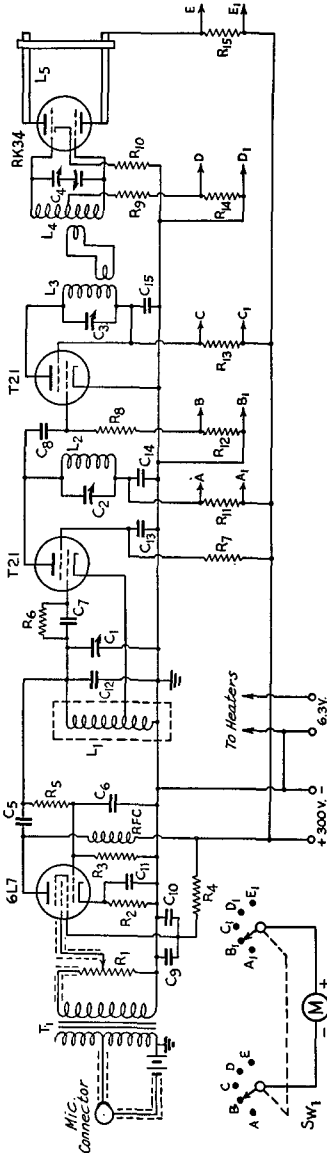 6L7
T21
T21
RK34
C5
R5
C6
R3
RFC
C11
R2
R1
C10
C9
R4
T1
Mic.
Connector
L1
C12
C1
R6
C7
C13
R7
C2
L2
C14
C8
R8
A
A1
R11
B
B1
R12
L3
C3
C15
C
C1
R13
L4
C4
R9
R10
D
D1
R14
L5
E
E1
R15
To Heaters
+300V. -
6.3V.
A B C D E
A1 B1 C1 D1 E1
- M +
SW1